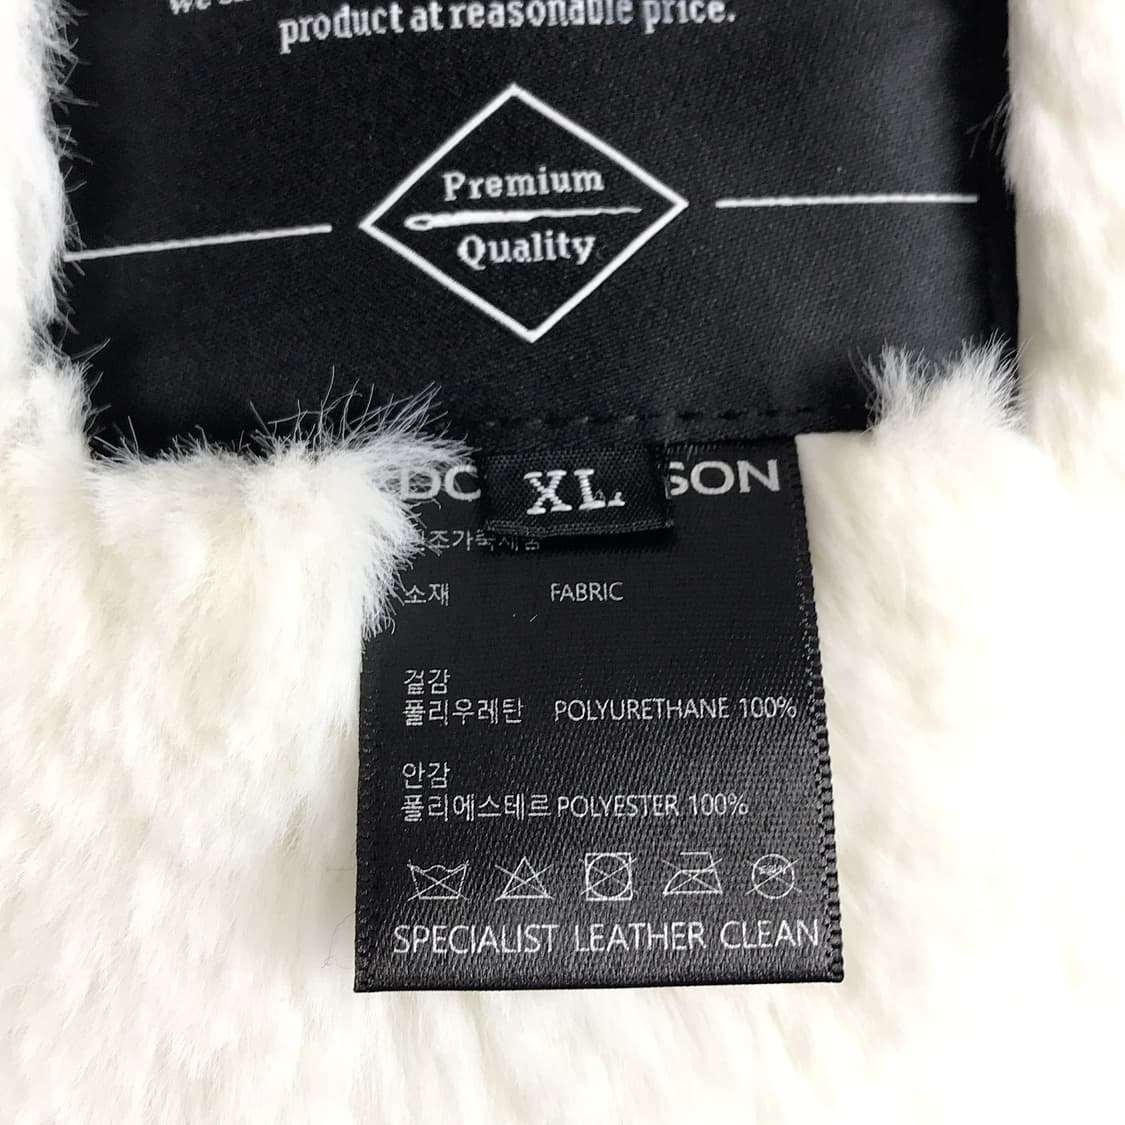 product at reasonable price.
Premium
Quality
XL
소재 FABRIC
겉감
폴리우레탄 POLYURETHANE 100%
안감
폴리에스테르 POLYESTER 100%
SPECIALIST LEATHER CLEAN